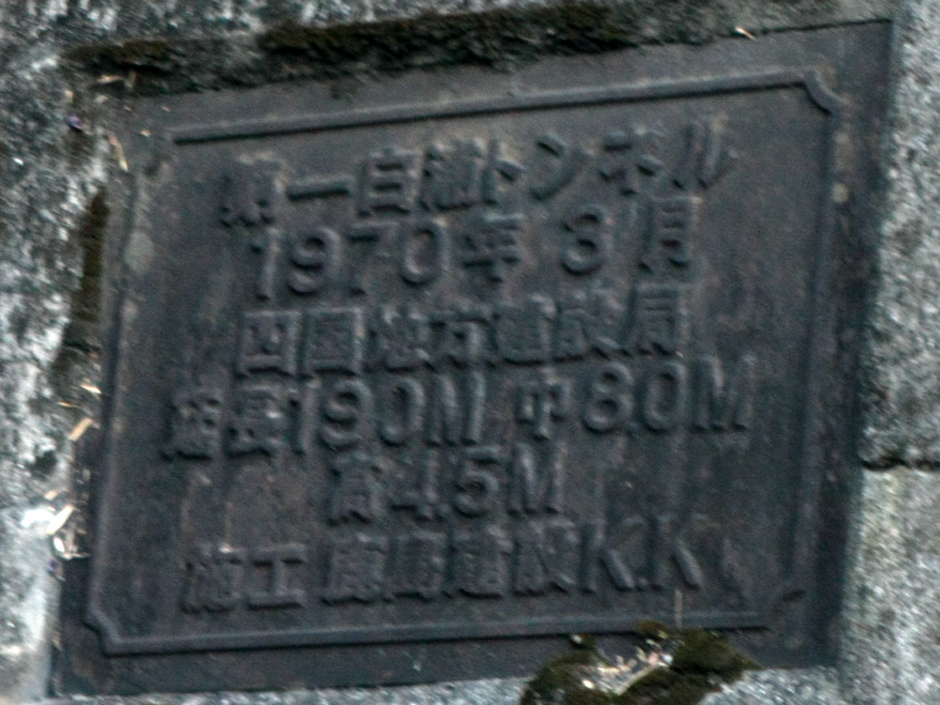 第一白滝トンネル
1970年 3月
四国地方建設局
延長190M 巾8.0M
高4.5M
施工 鹿島建設K.K